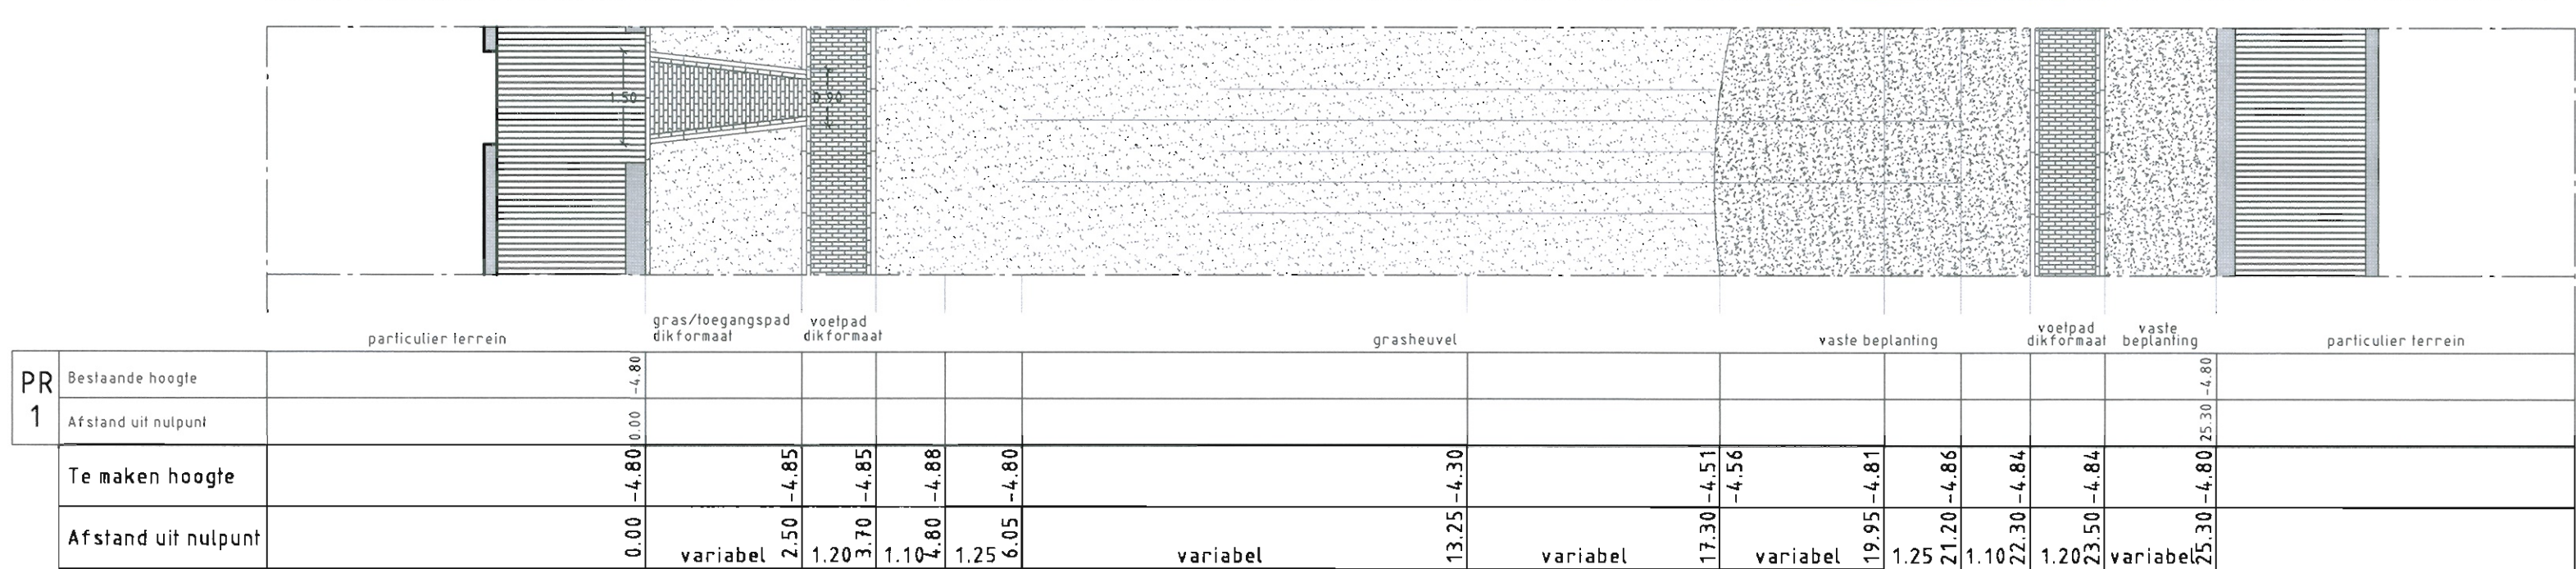 1.50
0.90
gras/toegangspad
dikformaat
voetpad
dikformaat
particulier terrein
grasheuvel
vaste beplanting
voetpad
dikformaat
vaste
beplanting
particulier terrein
PR
1
Bestaande hoogte -4.80 -4.80
Afstand uit nulpunt 0.00 25.30
Te maken hoogte -4.80 -4.85 -4.85 -4.88 -4.80 -4.30 -4.51 -4.56 -4.81 -4.86 -4.84 -4.84 -4.80
Afstand uit nulpunt 0.00 variabel 2.50 1.20 3.70 1.10 4.80 1.25 6.05 variabel 13.25 variabel 17.30 variabel 19.95 1.25 21.20 1.10 22.30 1.20 23.50 variabel 25.30